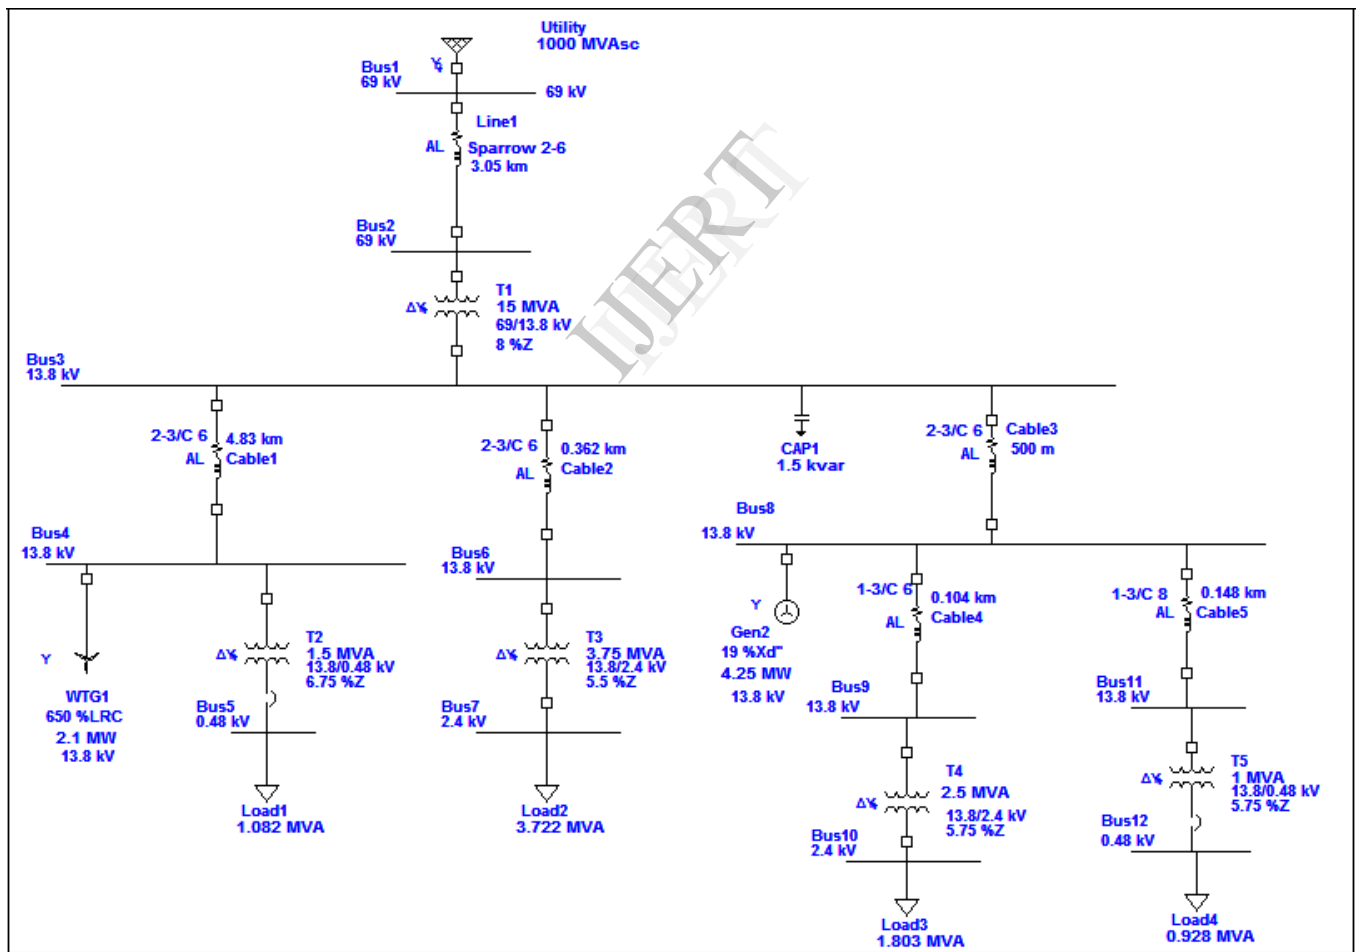 Utility
1000 MVAsc
Bus1
69 kV
69 kV
Line1
AL
Sparrow 2-6
3.05 km
Bus2
69 kV
T1
15 MVA
69/13.8 kV
8 %Z
IJERT
Bus3
13.8 kV
2-3/C 6
4.83 km
AL
Cable1
2-3/C 6
0.362 km
AL
Cable2
CAP1
1.5 kvar
2-3/C 6
Cable3
AL
500 m
Bus4
13.8 kV
Bus6
13.8 kV
Bus8
13.8 kV
Y
WTG1
650 %LRC
2.1 MW
13.8 kV
ΔY
T2
1.5 MVA
13.8/0.48 kV
6.75 %Z
Bus5
0.48 kV
Load1
1.082 MVA
ΔY
T3
3.75 MVA
13.8/2.4 kV
5.5 %Z
Bus7
2.4 kV
Load2
3.722 MVA
Y
Gen2
19 %Xd"
4.25 MW
13.8 kV
1-3/C 6
0.104 km
AL
Cable4
1-3/C 8
0.148 km
AL
Cable5
Bus9
13.8 kV
Bus11
13.8 kV
ΔY
T4
2.5 MVA
13.8/2.4 kV
5.75 %Z
Bus10
2.4 kV
Load3
1.803 MVA
ΔY
T5
1 MVA
13.8/0.48 kV
5.75 %Z
Bus12
0.48 kV
Load4
0.928 MVA